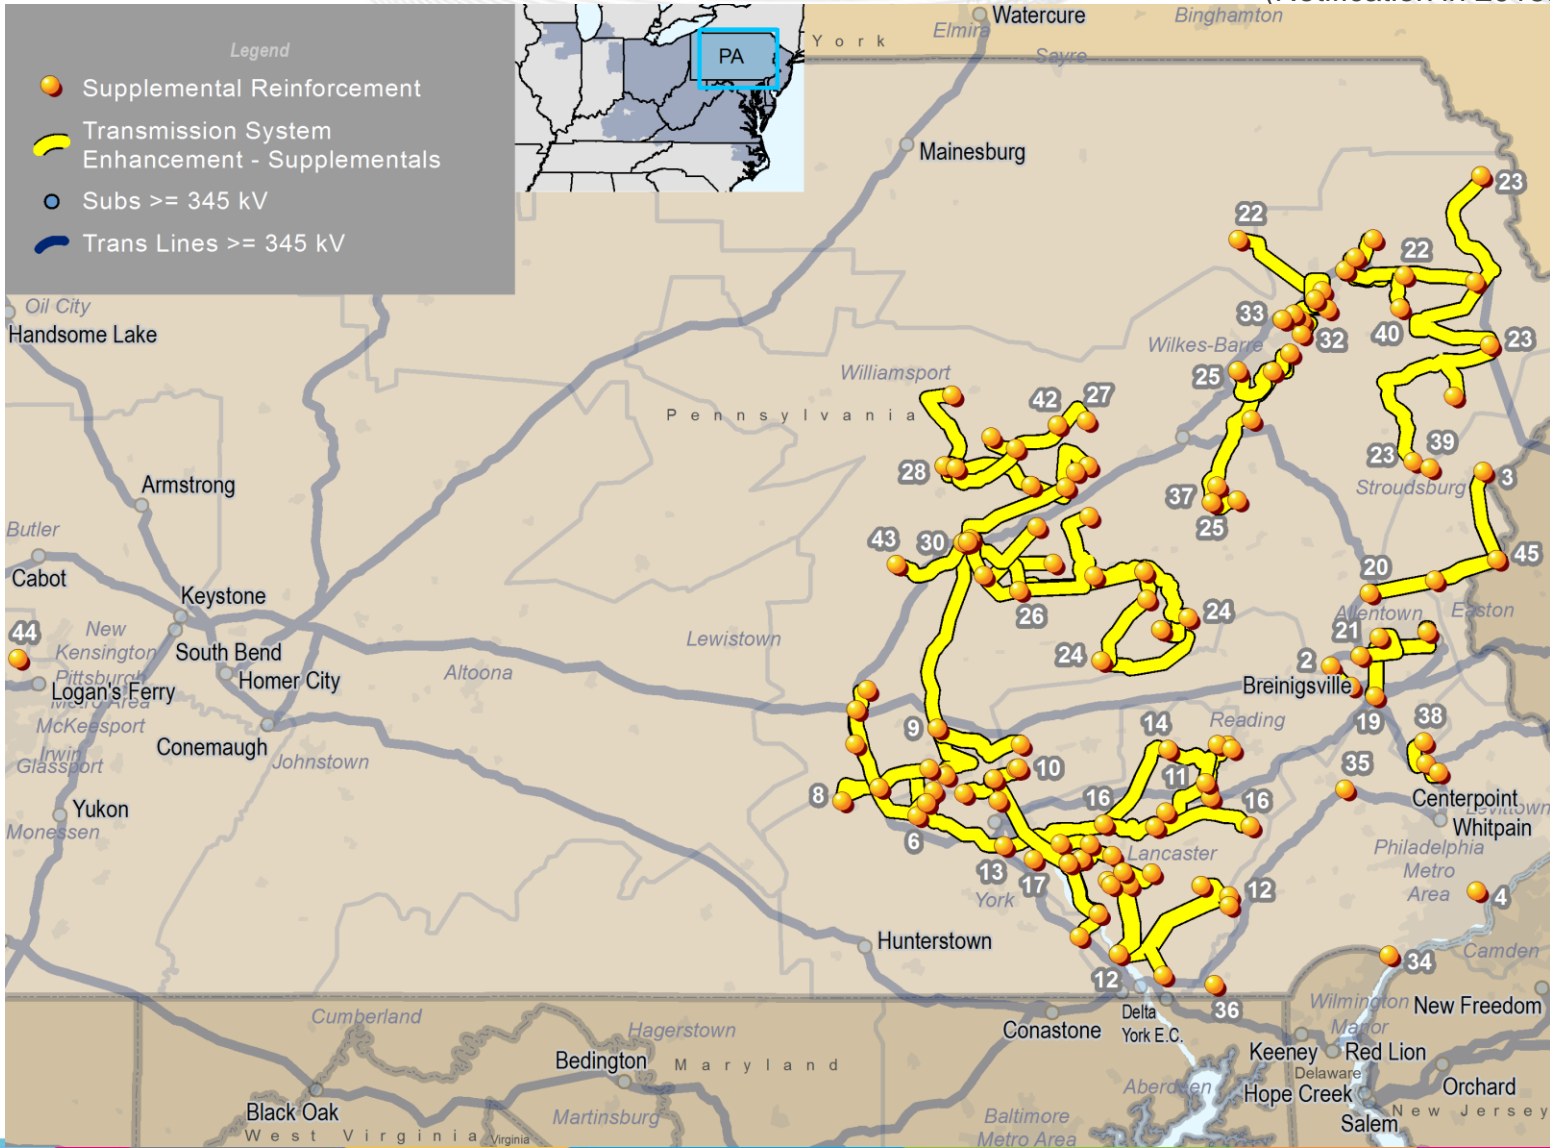 Legend
Supplemental Reinforcement
Transmission System
Enhancement - Supplementals
Subs >= 345 kV
Trans Lines >= 345 kV
PA
Watercure
Elmira
Binghamton
York
Sayre
Mainesburg
23
22
22
Oil City
Handsome Lake
33
32
40
23
Wilkes-Barre
Williamsport
25
Pennsylvania
42
27
28
23
39
Stroudsburg
3
Armstrong
37
25
Butler
Cabot
43
30
45
20
Keystone
26
Allentown
Easton
44
New
Kensington
South Bend
Lewistown
24
24
21
2
Pittsburgh
Metro Area
Logan's Ferry
Homer City
Altoona
Breinigsville
19
McKeesport
Conemaugh
9
14
Reading
38
Irwin
Glassport
Johnstown
10
11
35
8
Yukon
Monessen
16
16
Centerpoint
Levittown
Whitpain
6
13
17
Lancaster
Philadelphia
Metro
Area
York
12
4
Hunterstown
Camden
34
12
36
Cumberland
Hagerstown
Conastone
Delta
York E.C.
Wilmington
Manor
New Freedom
Bedington
Maryland
Keeney
Red Lion
Delaware
Aberdeen
Hope Creek
Orchard
Black Oak
Martinsburg
Baltimore
Metro Area
Salem
New Jersey
West Virginia
Virginia